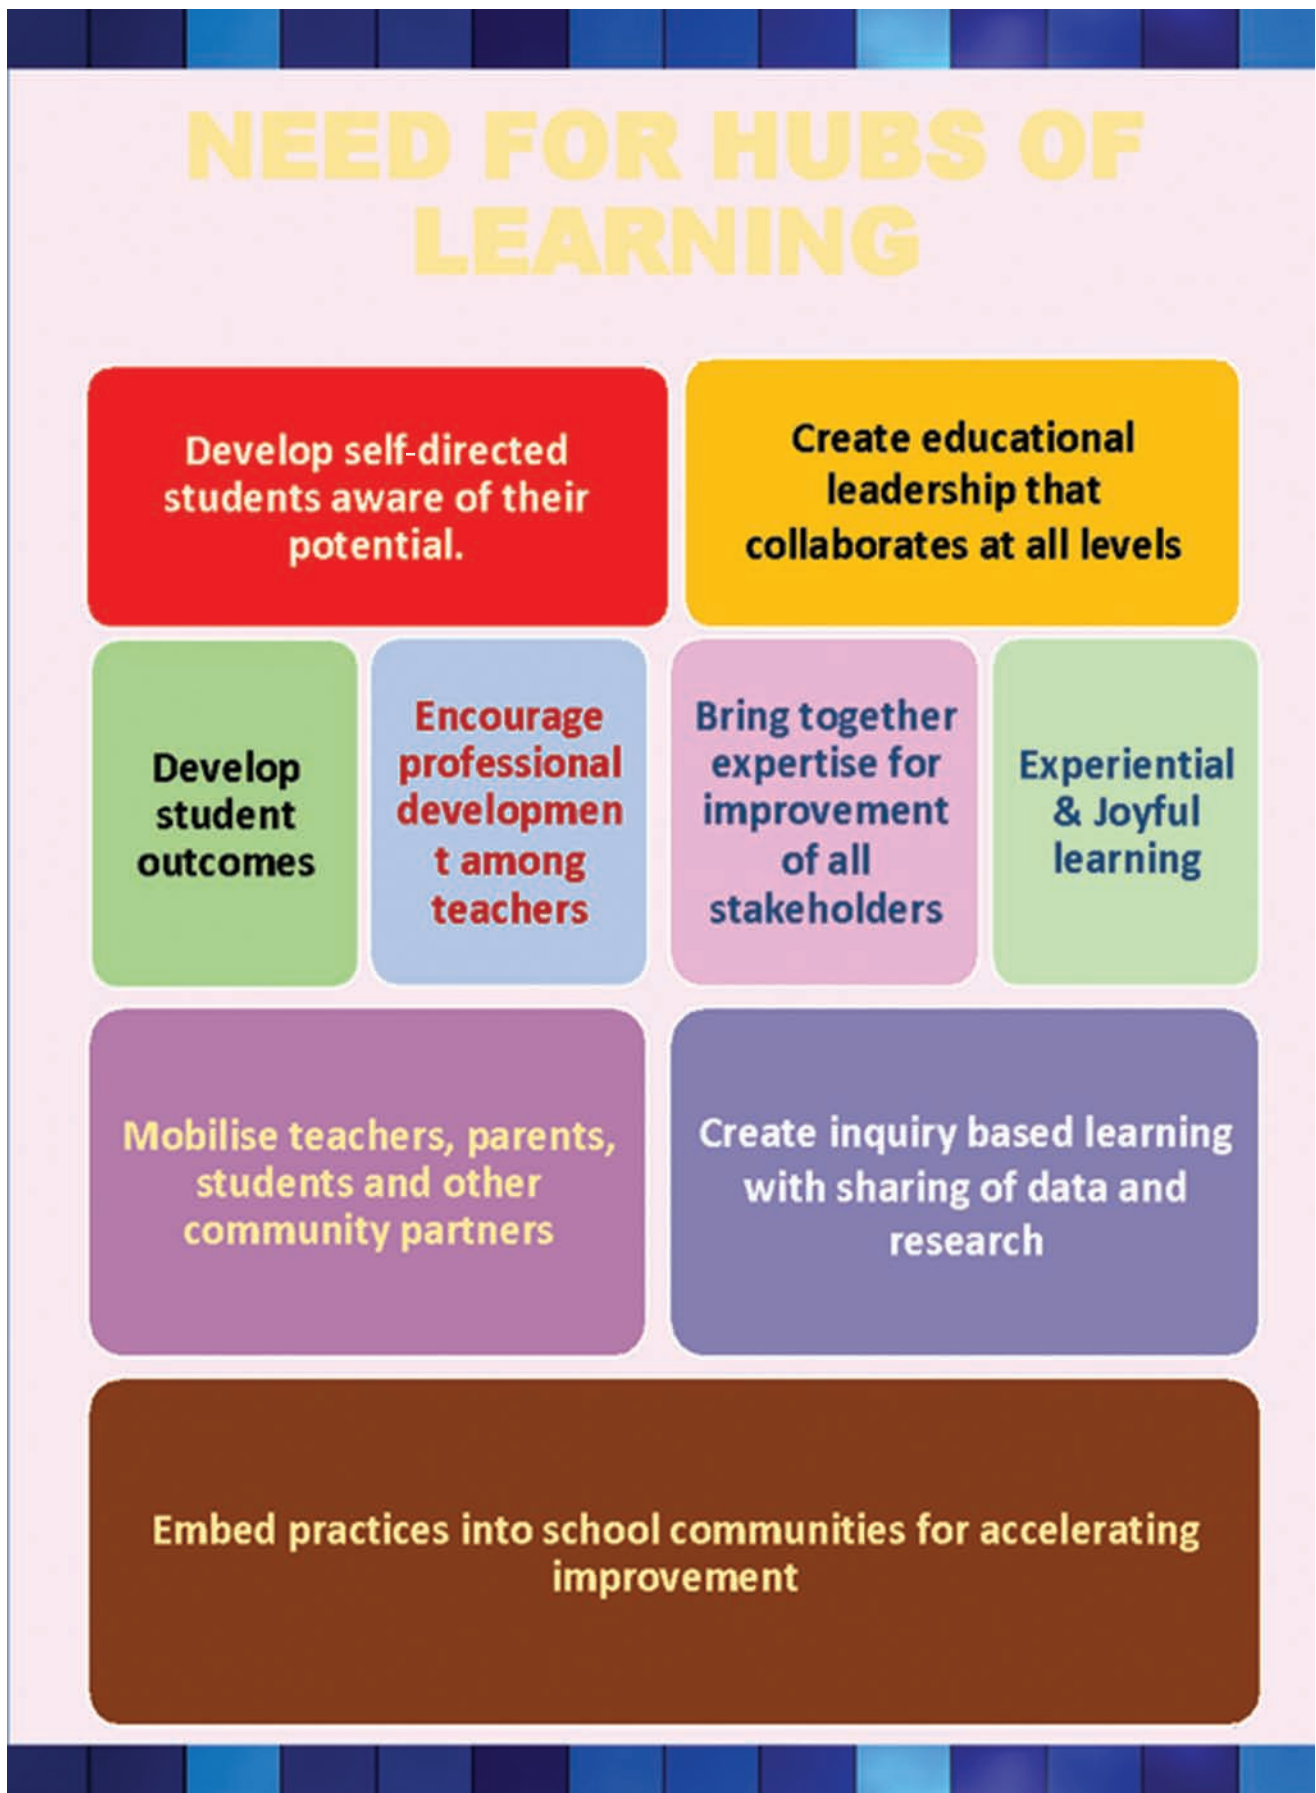 NEED FOR HUBS OF
LEARNING
Develop self-directed
students aware of their
potential.
Create educational
leadership that
collaborates at all levels
Develop
student
outcomes
Encourage
professional
developmen
t among
teachers
Bring together
expertise for
improvement
of all
stakeholders
Experiential
& Joyful
learning
Mobilise teachers, parents,
students and other
community partners
Create inquiry based learning
with sharing of data and
research
Embed practices into school communities for accelerating
improvement